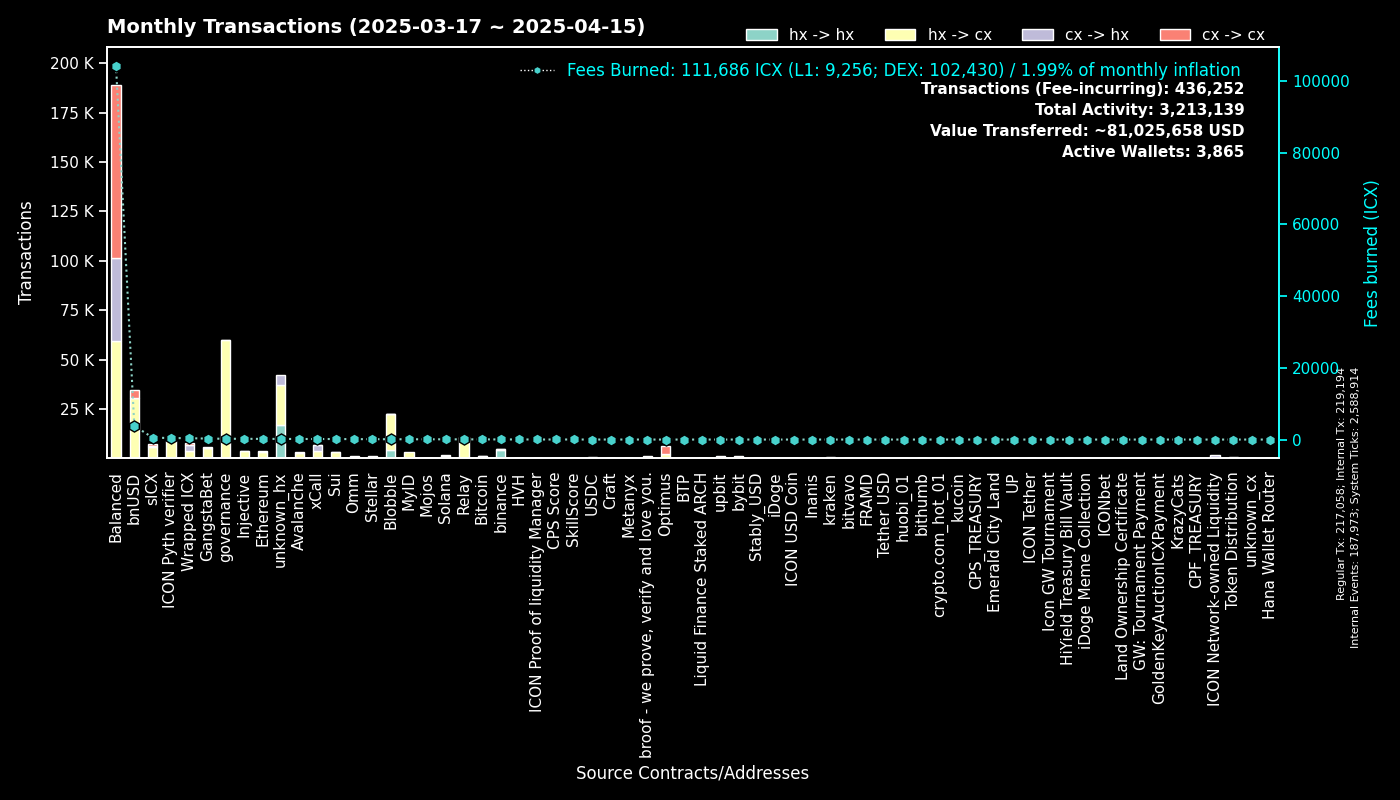 Monthly Transactions (2025-03-17 ~ 2025-04-15)
hx -> hx
hx -> cx
cx -> hx
cx -> cx
Fees Burned: 111,686 ICX (L1: 9,256; DEX: 102,430) / 1.99% of monthly inflation
Transactions (Fee-incurring): 436,252
Total Activity: 3,213,139
Value Transferred: ~81,025,658 USD
Active Wallets: 3,865
Transactions
200 K
175 K
150 K
125 K
100 K
75 K
50 K
25 K
100000
80000
60000
40000
20000
0
Fees burned (ICX)
Regular Tx: 217,058; Internal Tx: 219,194
Internal Events: 187,973; System Ticks: 2,588,914
Balanced
bnUSD
sICX
ICON Pyth verifier
Wrapped ICX
GangstaBet
governance
Injective
Ethereum
unknown_hx
Avalanche
xCall
Sui
Omm
Stellar
Blobble
MyID
Mojos
Solana
Relay
Bitcoin
binance
HVH
ICON Proof of liquidity Manager
CPS Score
SkillScore
USDC
Craft
Metanyx
broof - we prove, verify and love you.
Optimus
BTP
Liquid Finance Staked ARCH
upbit
bybit
Stably_USD
iDoge
ICON USD Coin
Inanis
kraken
bitvavo
FRAMD
Tether USD
huobi_01
bithumb
crypto.com_hot_01
kucoin
CPS_TREASURY
Emerald City Land
UP
ICON Tether
Icon GW Tournament
HiYield Treasury Bill Vault
iDoge Meme Collection
ICONbet
Land Ownership Certificate
GW: Tournament Payment
GoldenKeyAuctionICXPayment
KrazyCats
CPF_TREASURY
ICON Network-owned Liquidity
Token Distribution
unknown_cx
Hana Wallet Router
Source Contracts/Addresses